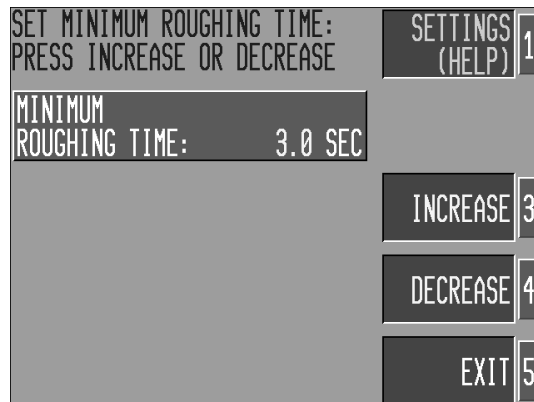 SET MINIMUM ROUGHING TIME:
PRESS INCREASE OR DECREASE
MINIMUM
ROUGHING TIME: 3.0 SEC
SETTINGS 1
(HELP)
INCREASE 3
DECREASE 4
EXIT 5